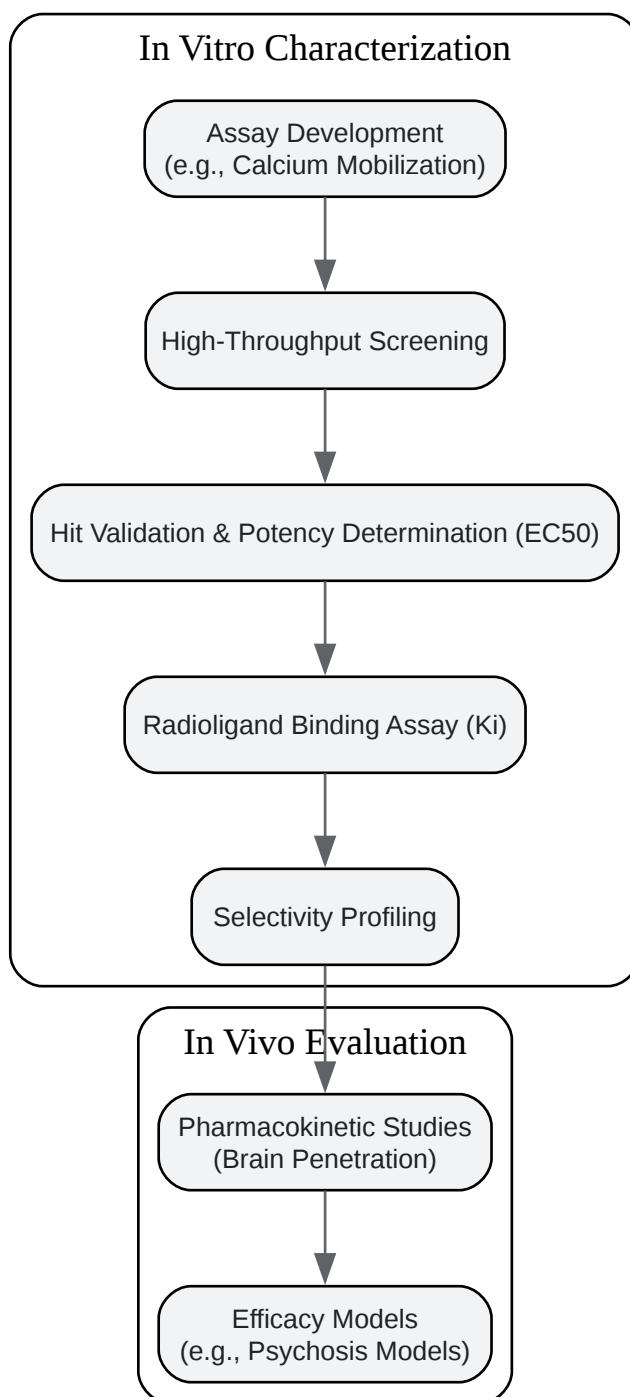 In Vitro Characterization
Assay Development
(e.g., Calcium Mobilization)
High-Throughput Screening
Hit Validation & Potency Determination (EC50)
Radioligand Binding Assay (Ki)
Selectivity Profiling
In Vivo Evaluation
Pharmacokinetic Studies
(Brain Penetration)
Efficacy Models
(e.g., Psychosis Models)